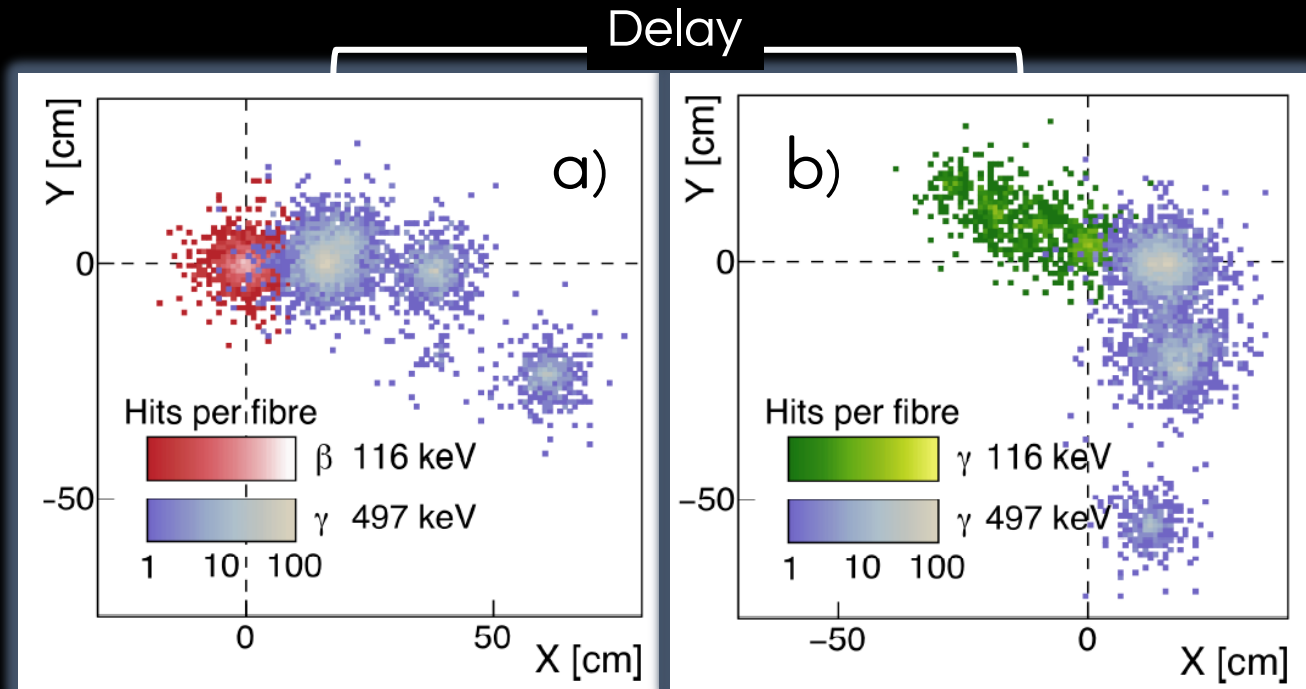 Delay
Y [cm]
a)
0
−50
Hits per fibre
β 116 keV
γ 497 keV
1 10 100
0 50
X [cm]
Y [cm]
b)
0
−50
Hits per fibre
γ 116 keV
γ 497 keV
1 10 100
−50 0
X [cm]